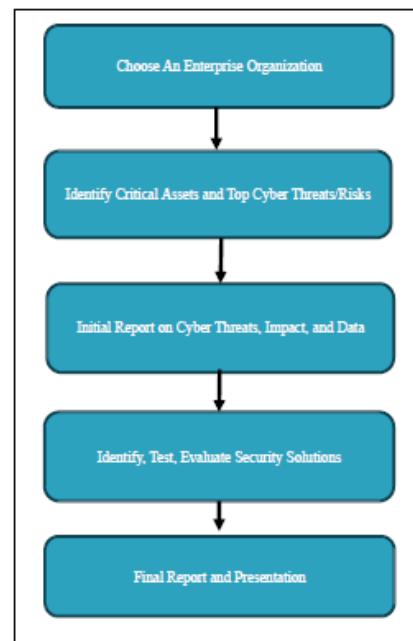 Choose An Enterprise Organization
Identify Critical Assets and Top Cyber Threats/Risks
Initial Report on Cyber Threats, Impact, and Data
Identify, Test, Evaluate Security Solutions
Final Report and Presentation